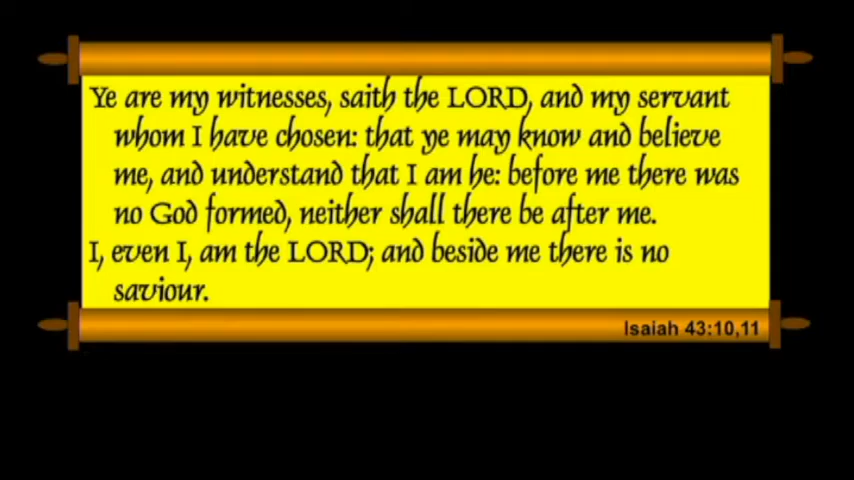 Ye are my witnesses, saith the LORD, and my servant
whom I have chosen: that ye may know and believe
me, and understand that I am he: before me there was
no God formed, neither shall there be after me.
I, even I, am the LORD; and beside me there is no
saviour.
Isaiah 43:10,11